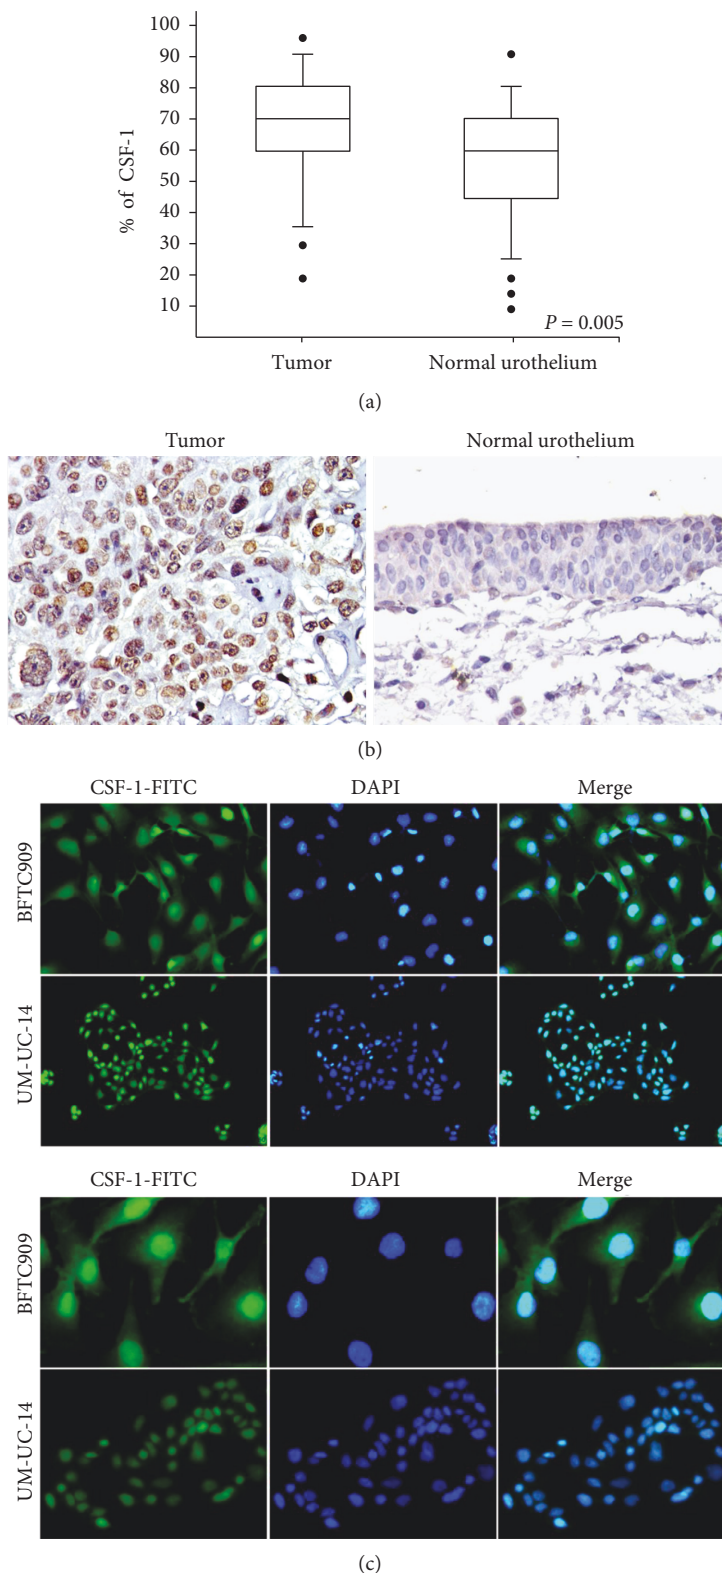 100
90
80
70
60
50
40
30
20
10
% of CSF-1
P = 0.005
Tumor Normal urothelium
(a)
Tumor Normal urothelium
(b)
CSF-1-FITC DAPI Merge
BFTC909
UM-UC-14
CSF-1-FITC DAPI Merge
BFTC909
UM-UC-14
(c)